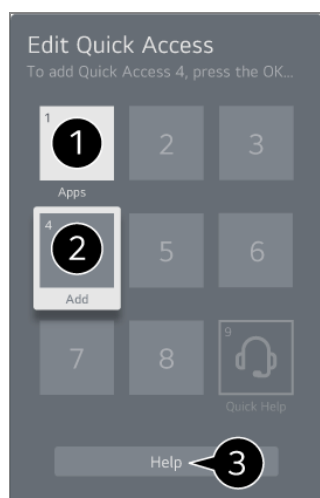 Edit Quick Access
To add Quick Access 4, press the OK...
1
1
2
3
Apps
4
2
5
6
Add
7
8
9
Quick Help
Help
3